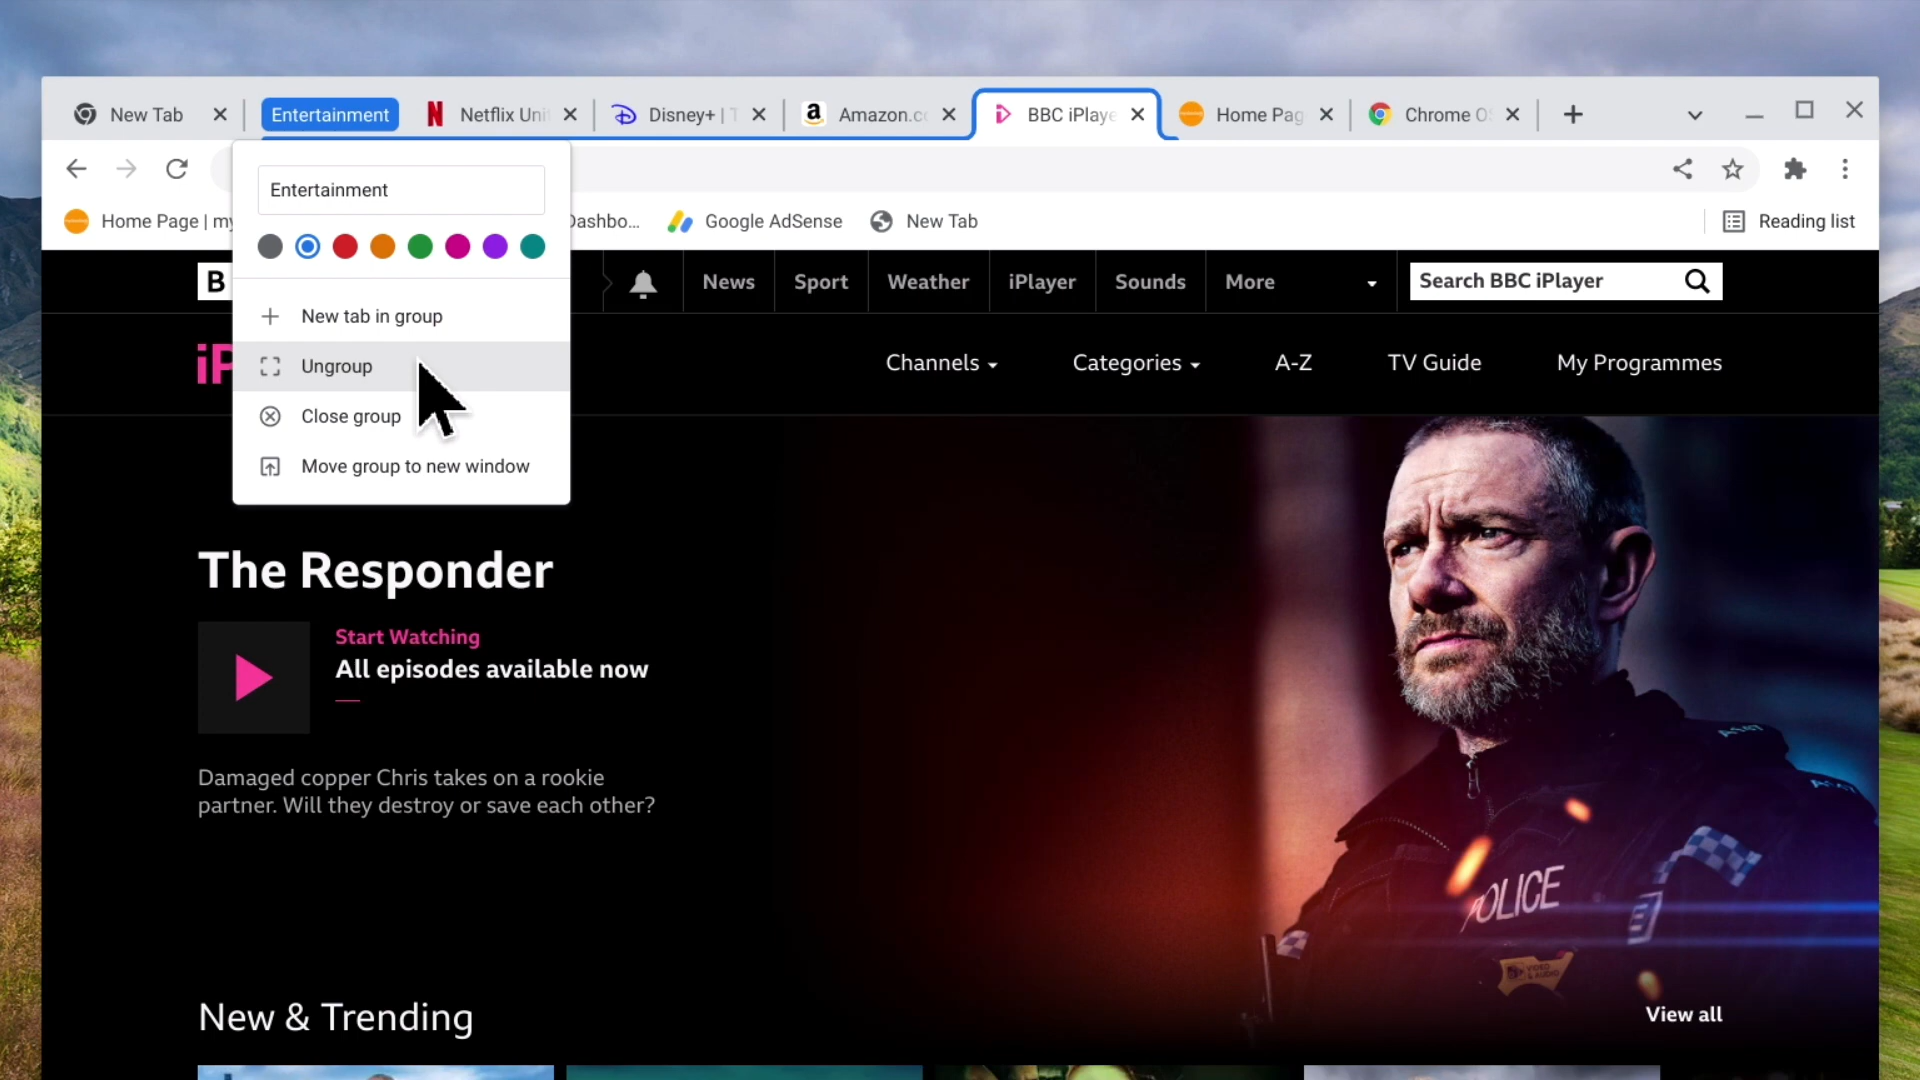 New Tab
Entertainment
Netflix Uni
Disney+ | T
Amazon.c
BBC iPlaye
Home Pag
Chrome O
Entertainment
Home Page | my
Dashbo...
Google AdSense
New Tab
Reading list
New tab in group
Ungroup
Close group
Move group to new window
B
News
Sport
Weather
iPlayer
Sounds
More
Search BBC iPlayer
iP
Channels
Categories
A-Z
TV Guide
My Programmes
The Responder
Start Watching
All episodes available now
Damaged copper Chris takes on a rookie
partner. Will they destroy or save each other?
POLICE
New & Trending
View all